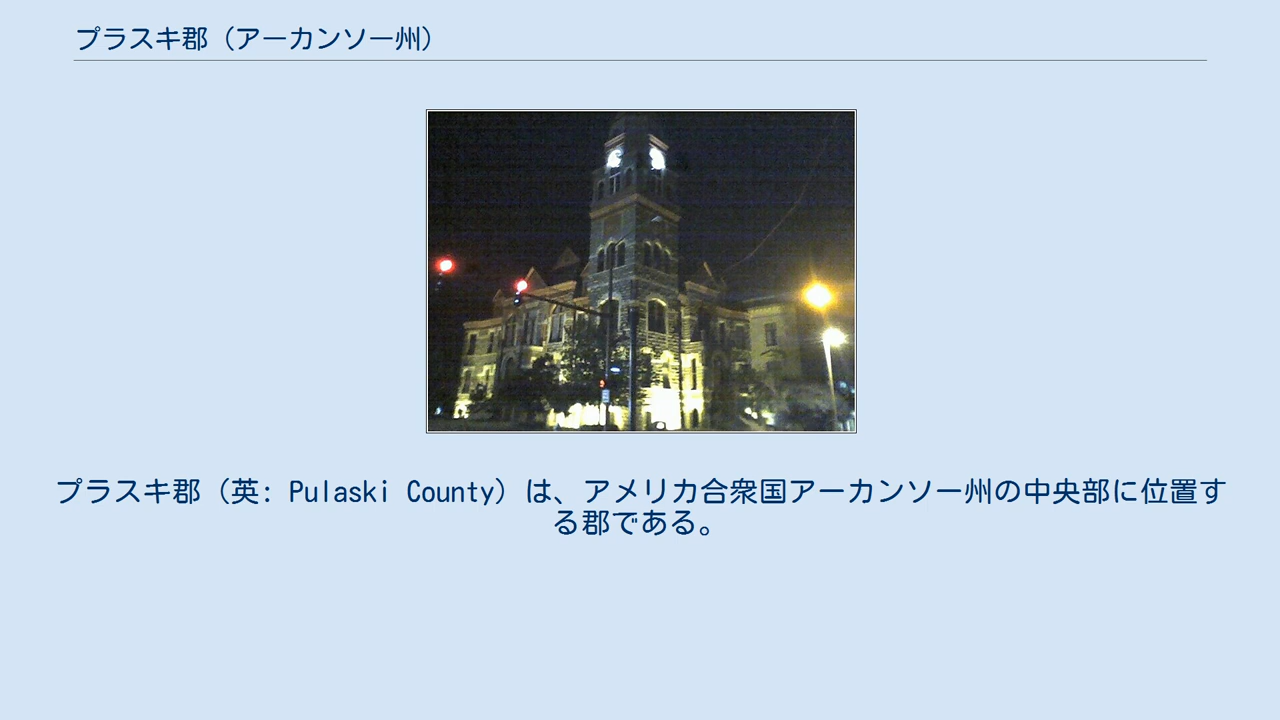 プラスキ郡（アーカンソー州）
プラスキ郡（英: Pulaski County）は、アメリカ合衆国アーカンソー州の中央部に位置す
る郡である。